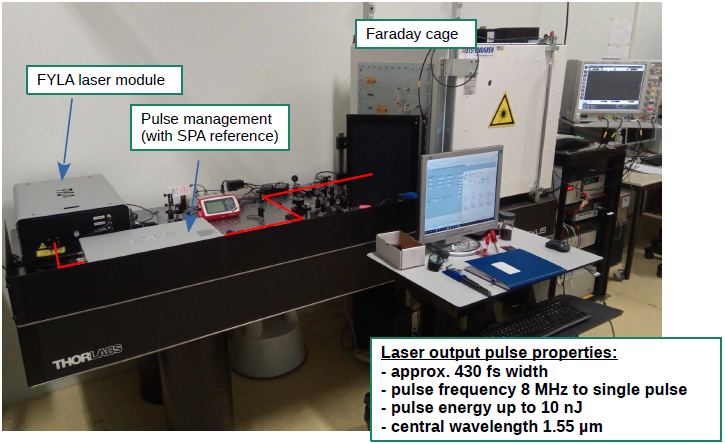 Faraday cage
FYLA laser module
Pulse management
(with SPA reference)
FYLA
THORLABS
Laser output pulse properties:
- approx. 430 fs width
- pulse frequency 8 MHz to single pulse
- pulse energy up to 10 nJ
- central wavelength 1.55 µm